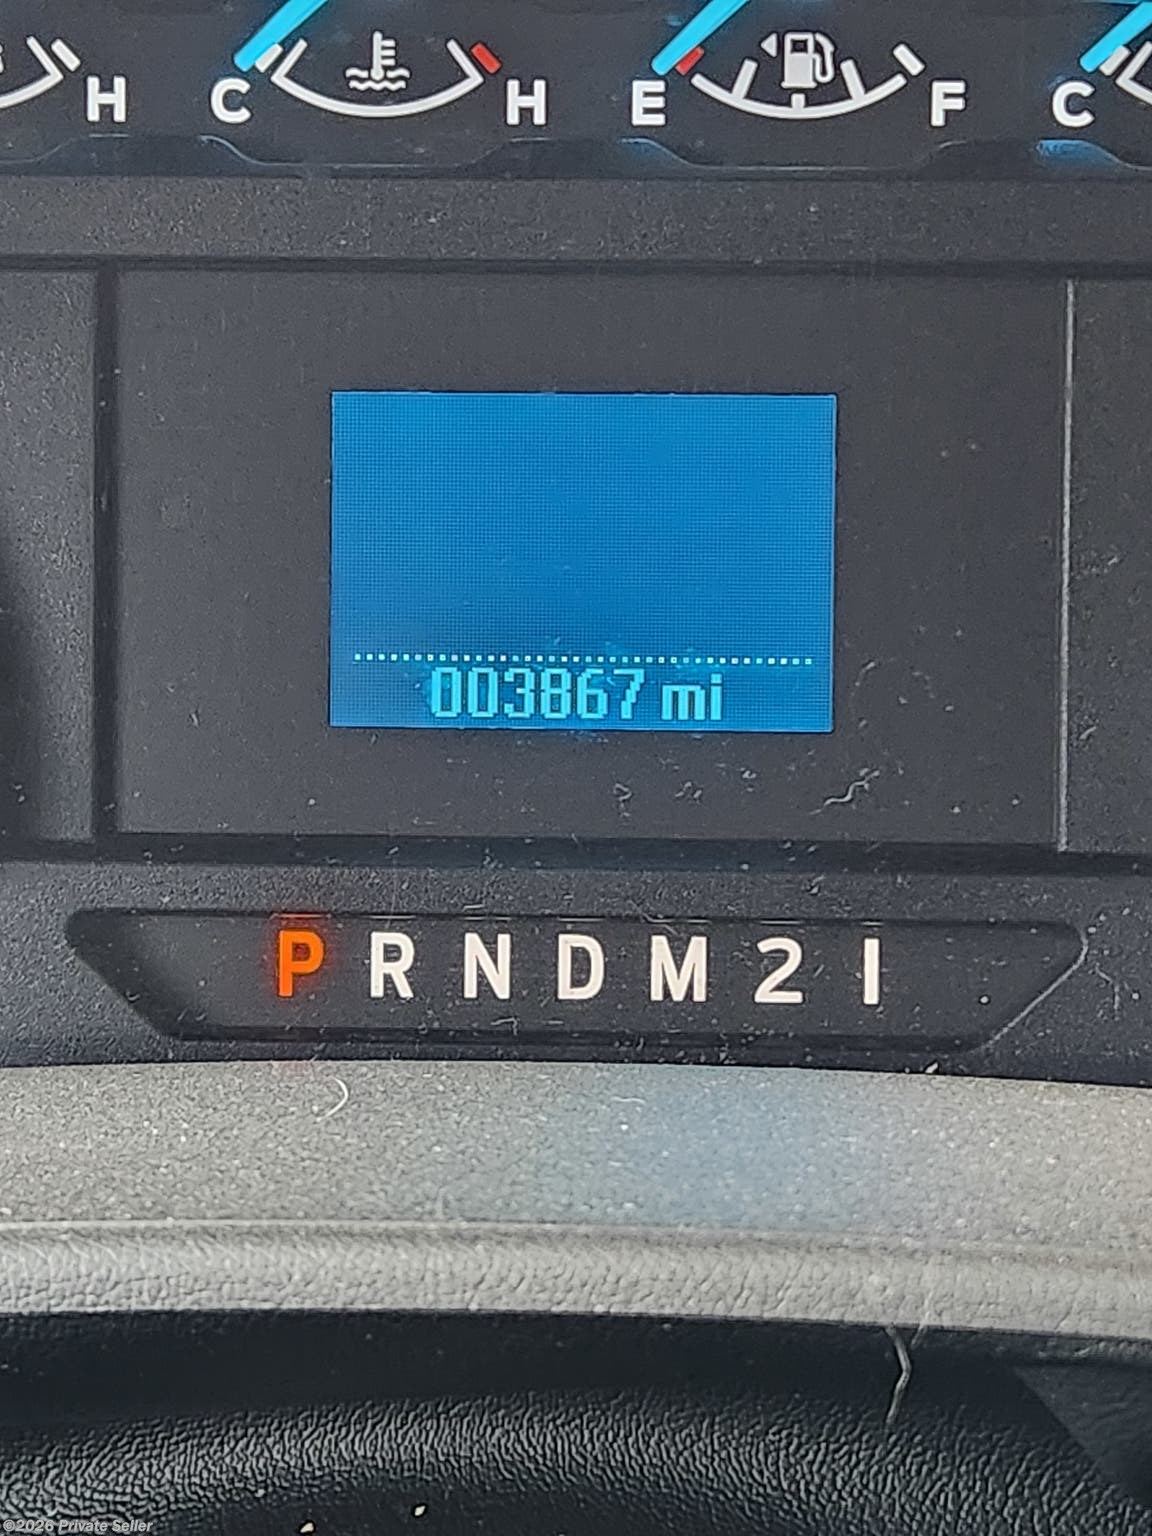 H C H E F C
003867 mi
P R N D M 2 1
©2026 Private Seller